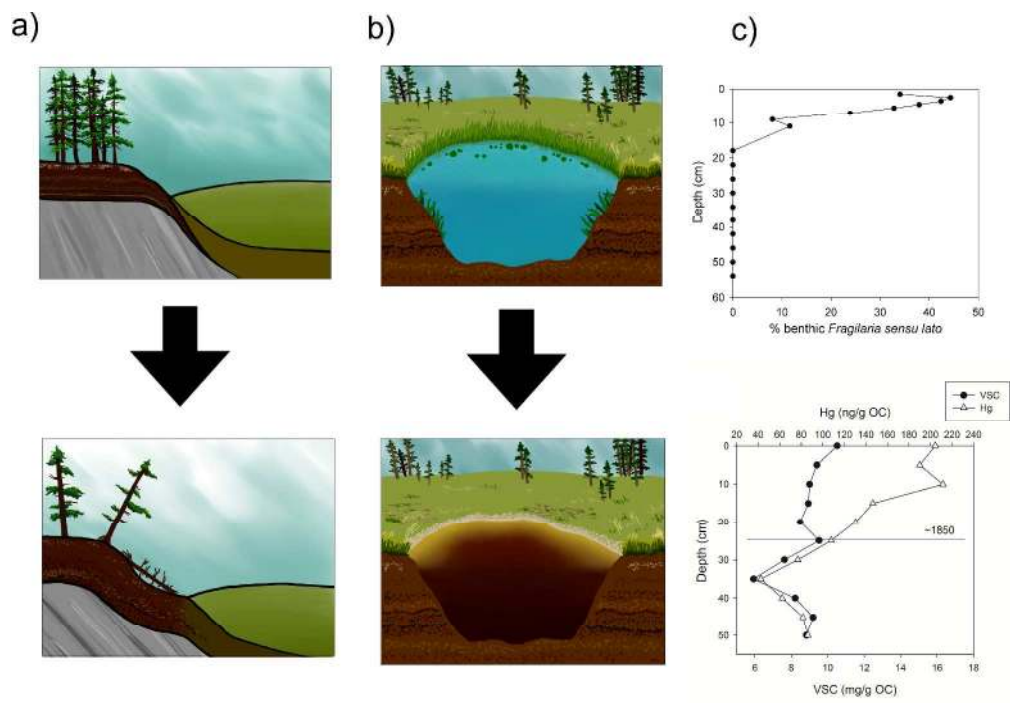 a)
b)
c)
0
10
20
30
40
50
60
Depth (cm)
0 10 20 30 40 50
% benthic Fragilaria sensu lato
VSC
Hg
Hg (ng/g OC)
20 40 60 80 100 120 140 160 180 200 220 240
0
10
20
30
40
50
Depth (cm)
~1850
6 8 10 12 14 16 18
VSC (mg/g OC)